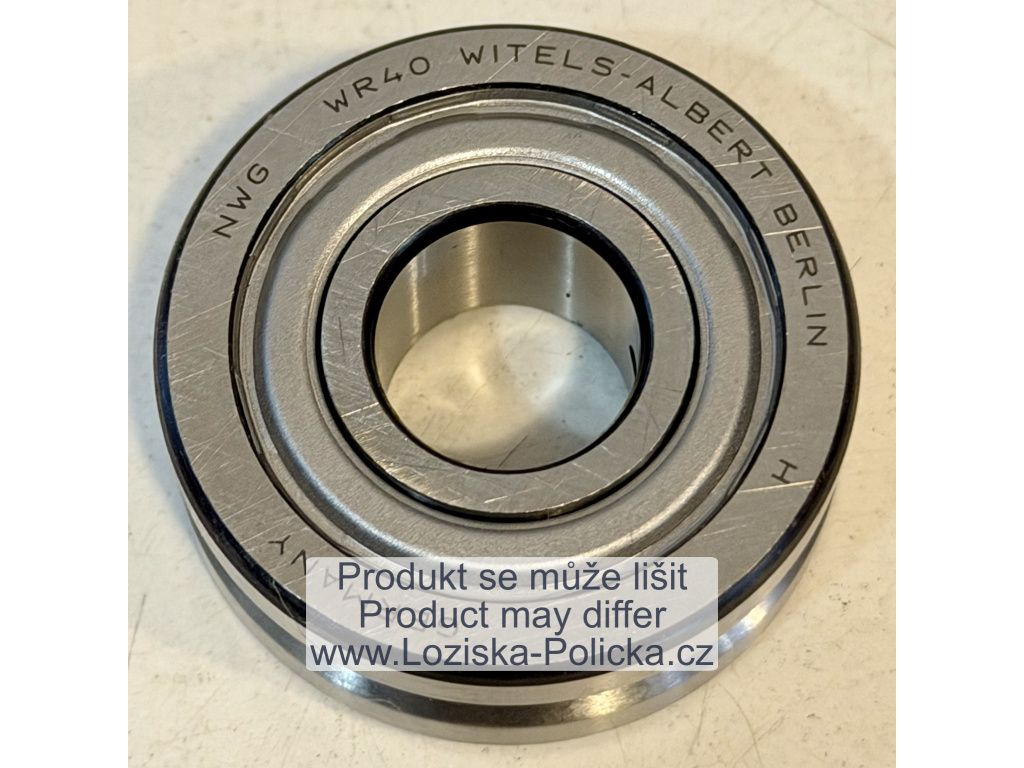 NWG WR40 WITELS-ALBERT BERLIN
H
Produkt se může lišit
Product may differ
www.Loziska-Policka.cz